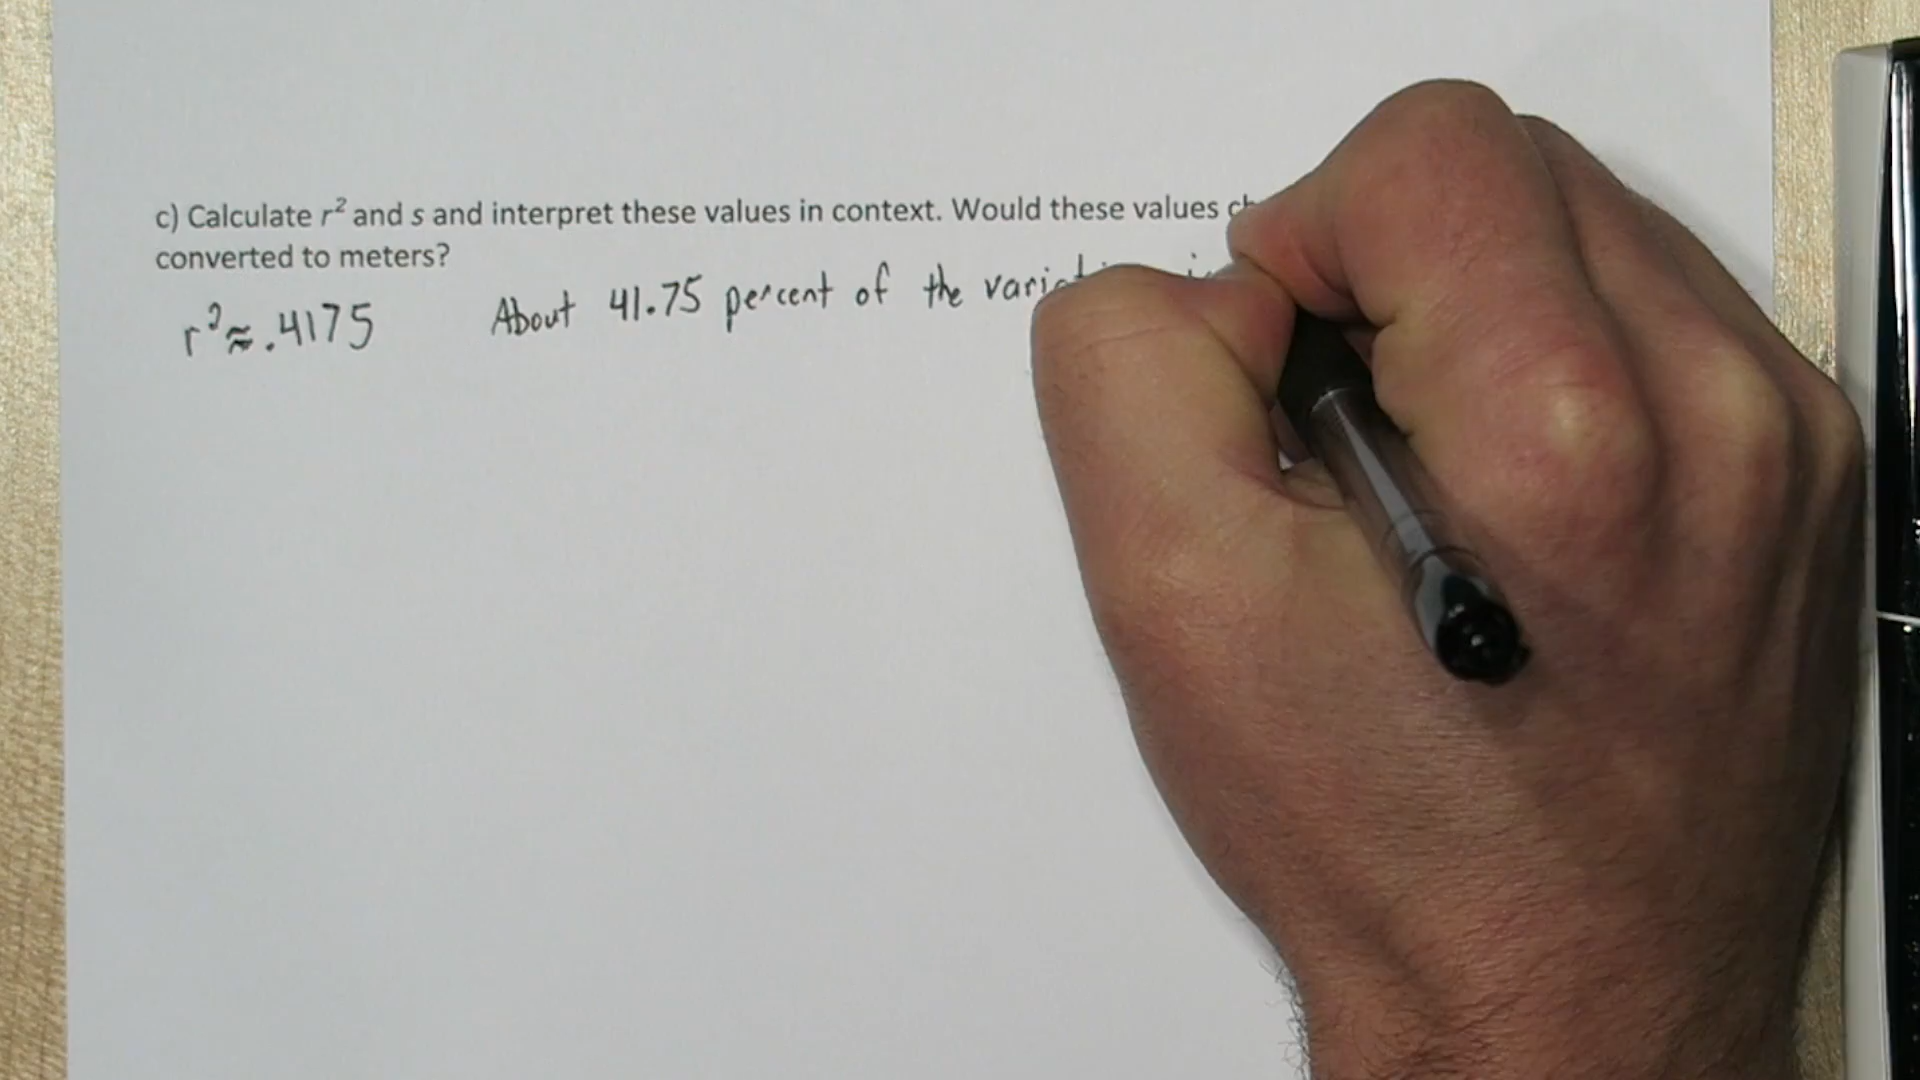 c) Calculate r² and s and interpret these values in context. Would these values
converted to meters?
r² ≈ .4175 About 41.75 percent of the